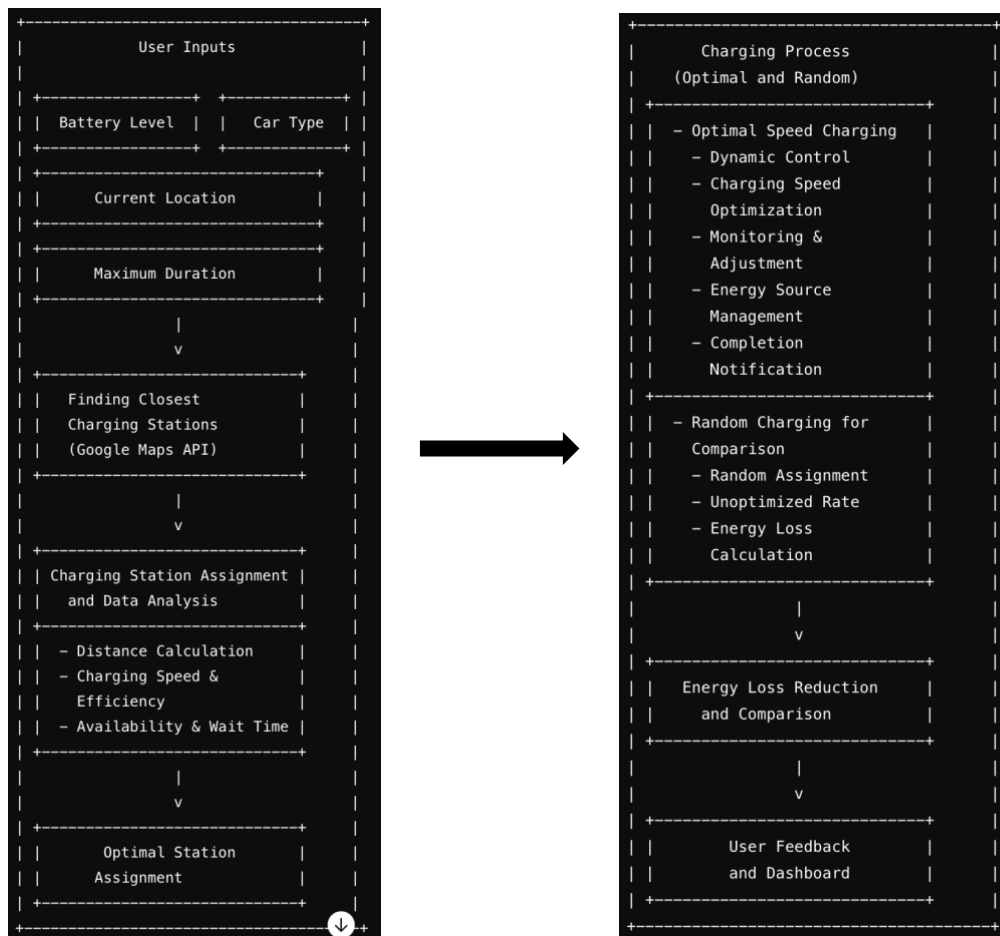 User Inputs
Battery Level Car Type
Current Location
Maximum Duration
v
Finding Closest
Charging Stations
(Google Maps API)
v
Charging Station Assignment
and Data Analysis
- Distance Calculation
- Charging Speed &
Efficiency
- Availability & Wait Time
v
Optimal Station
Assignment
Charging Process
(Optimal and Random)
- Optimal Speed Charging
- Dynamic Control
- Charging Speed
Optimization
- Monitoring &
Adjustment
- Energy Source
Management
- Completion
Notification
- Random Charging for
Comparison
- Random Assignment
- Unoptimized Rate
- Energy Loss
Calculation
v
Energy Loss Reduction
and Comparison
v
User Feedback
and Dashboard